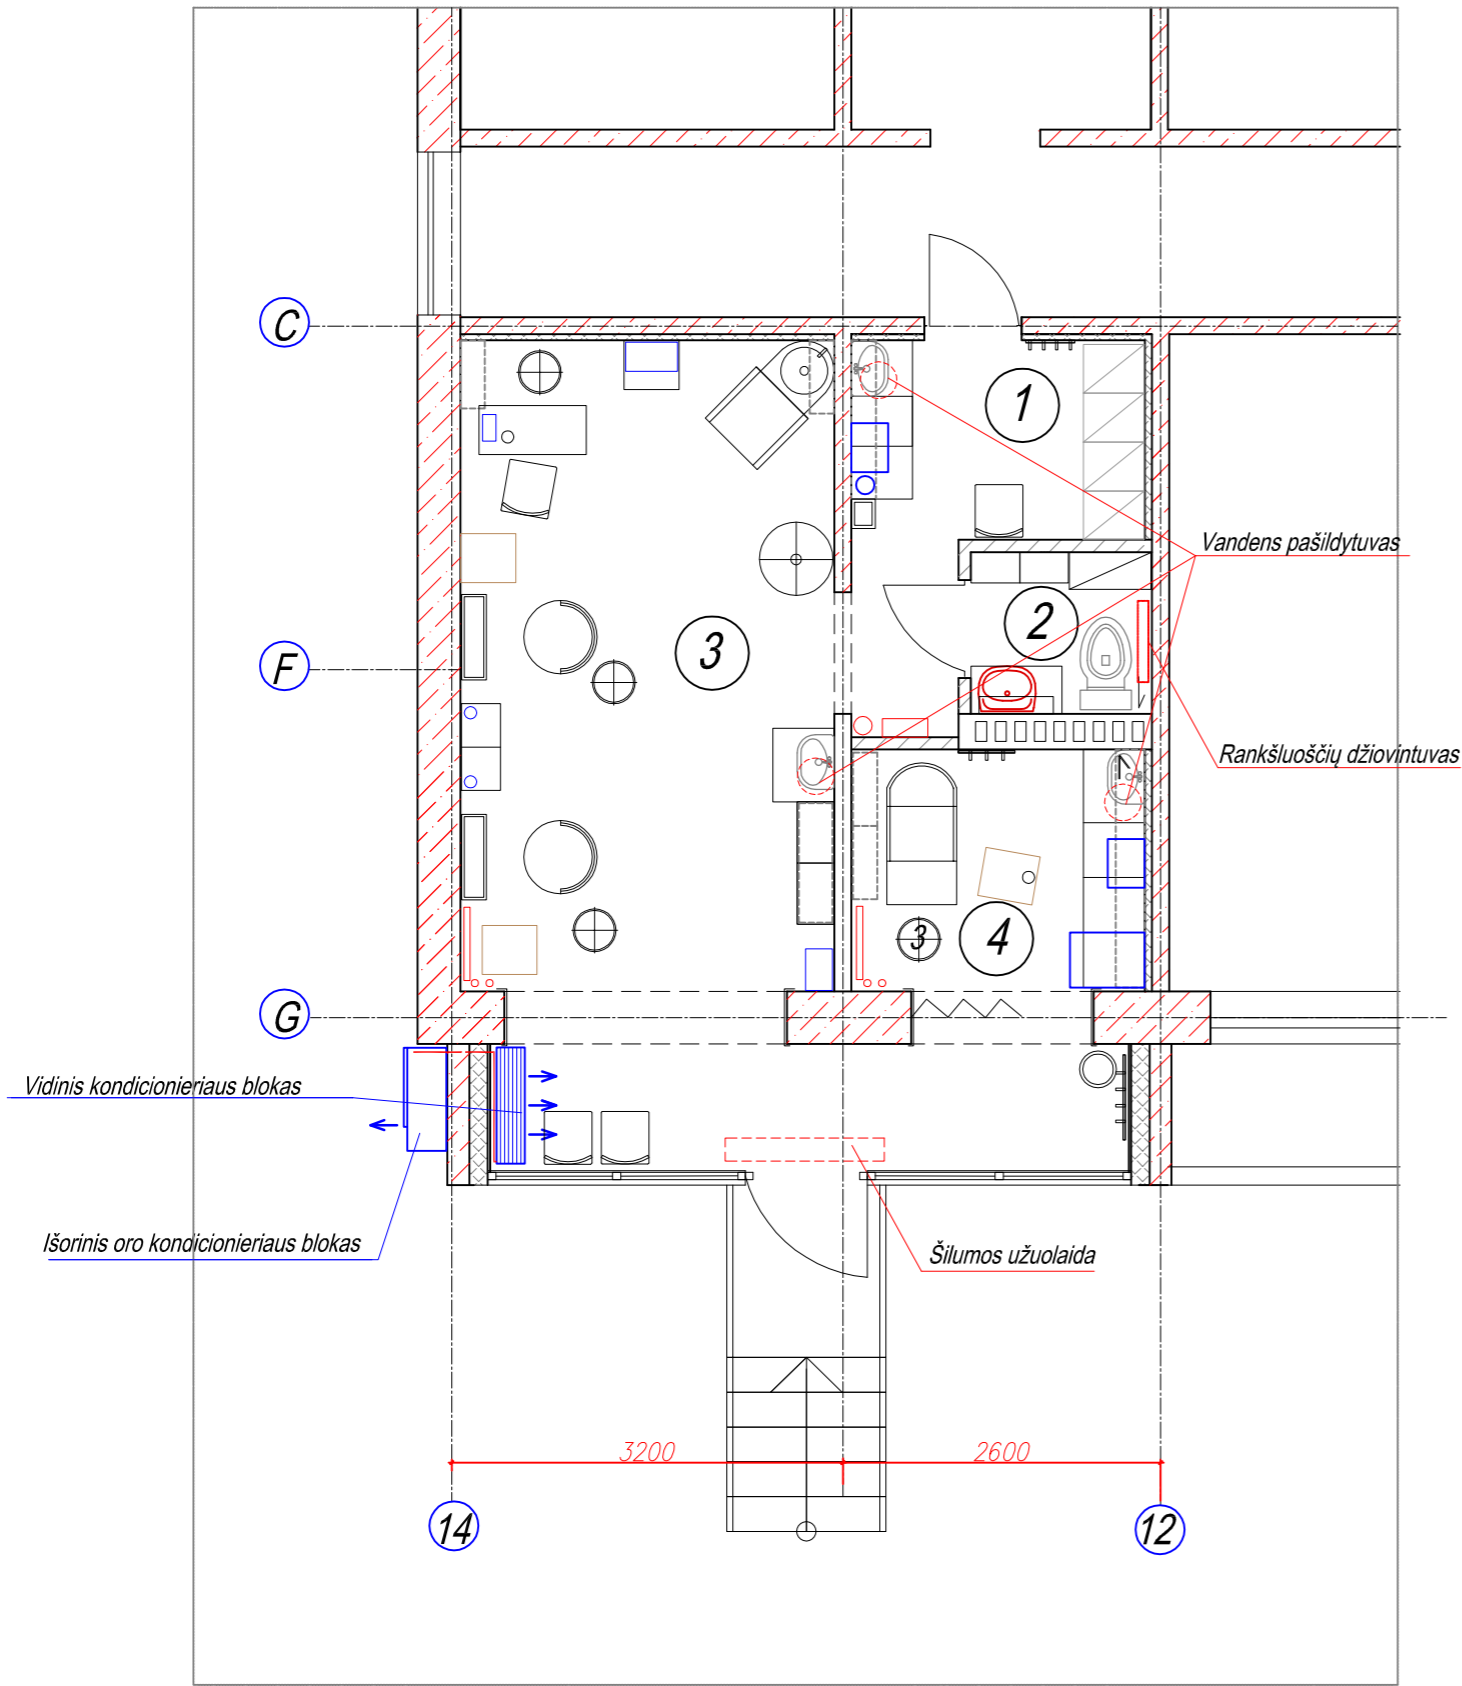 C
1
Vandens pašildytuvas
2
3
F
Rankšluoščių džiovintuvas
3
4
G
Vidinis kondicionieriaus blokas
Išorinis oro kondicionieriaus blokas
Šilumos užuolaida
3200
2600
14
12